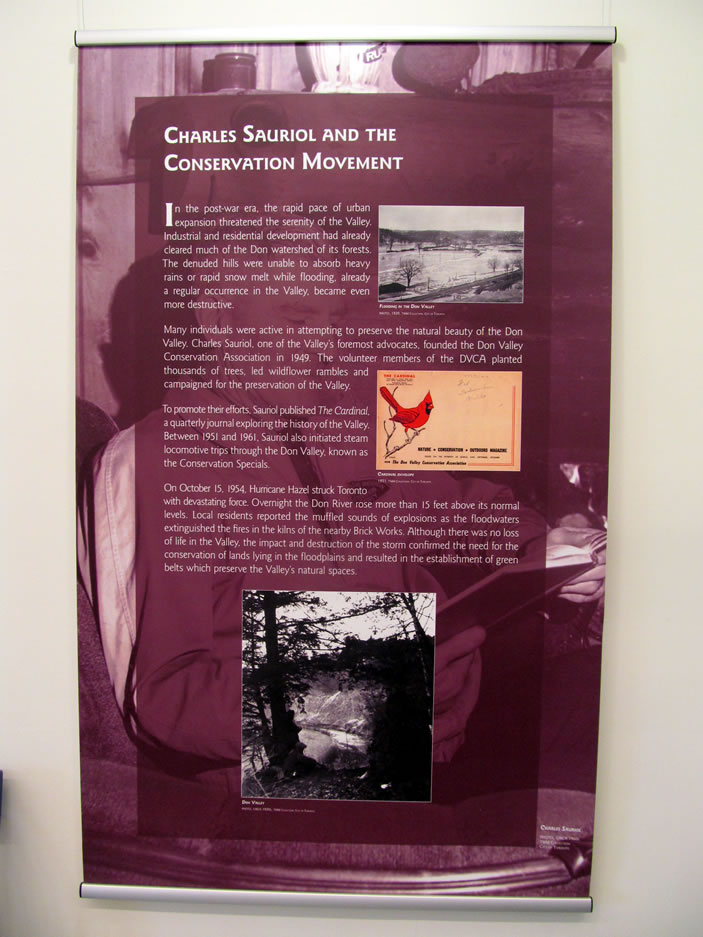 RU
CHARLES SAURIOL AND THE
CONSERVATION MOVEMENT
In the post-war era, the rapid pace of urban
expansion threatened the serenity of the Valley.
Industrial and residential development had already
cleared much of the Don watershed of its forests.
The denuded hills were unable to absorb heavy
rains or rapid snow melt while flooding, already
a regular occurrence in the Valley, became even
more destructive.
FLOODING IN THE DON VALLEY
Many individuals were active in attempting to preserve the natural beauty of the Don
Valley. Charles Sauriol, one of the Valley's foremost advocates, founded the Don Valley
Conservation Association in 1949. The volunteer members of the DVCA planted
thousands of trees, led wildflower rambles and
campaigned for the preservation of the Valley.
THE CARDINAL
NATURE • CONSERVATION • OUTDOORS MAGAZINE
The Don Valley Conservation Association
CARDINAL ENVELOPE
To promote their efforts, Sauriol published The Cardinal,
a quarterly journal exploring the history of the Valley.
Between 1951 and 1961, Sauriol also initiated steam
locomotive trips through the Don Valley, known as
the Conservation Specials.
On October 15, 1954, Hurricane Hazel struck Toronto
with devastating force. Overnight the Don River rose more than 15 feet above its normal
levels. Local residents reported the muffled sounds of explosions as the floodwaters
extinguished the fires in the kilns of the nearby Brick Works. Although there was no loss
of life in the Valley, the impact and destruction of the storm confirmed the need for the
conservation of lands lying in the floodplains and resulted in the establishment of green
belts which preserve the Valley's natural spaces.
DON VALLEY
CHARLES SAURIOL